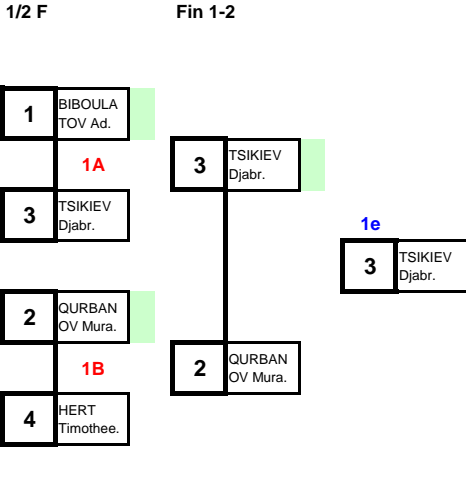 1/2 F
Fin 1-2
1
BIBOULA
TOV Ad.
1A
3
TSIKIEV
Djabr.
3
TSIKIEV
Djabr.
1e
3
TSIKIEV
Djabr.
2
QURBAN
OV Mura.
1B
4
HERT
Timothee.
2
QURBAN
OV Mura.